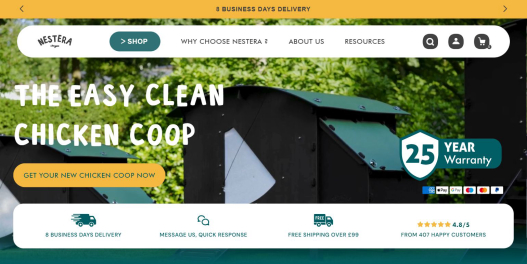 8 BUSINESS DAYS DELIVERY
NESTERA
> SHOP
WHY CHOOSE NESTERA ?
ABOUT US
RESOURCES
THE EASY CLEAN
CHICKEN COOP
GET YOUR NEW CHICKEN COOP NOW
25 YEAR
Warranty
8 BUSINESS DAYS DELIVERY
MESSAGE US, QUICK RESPONSE
FREE
FREE SHIPPING OVER £99
4.8/5
FROM 407 HAPPY CUSTOMERS